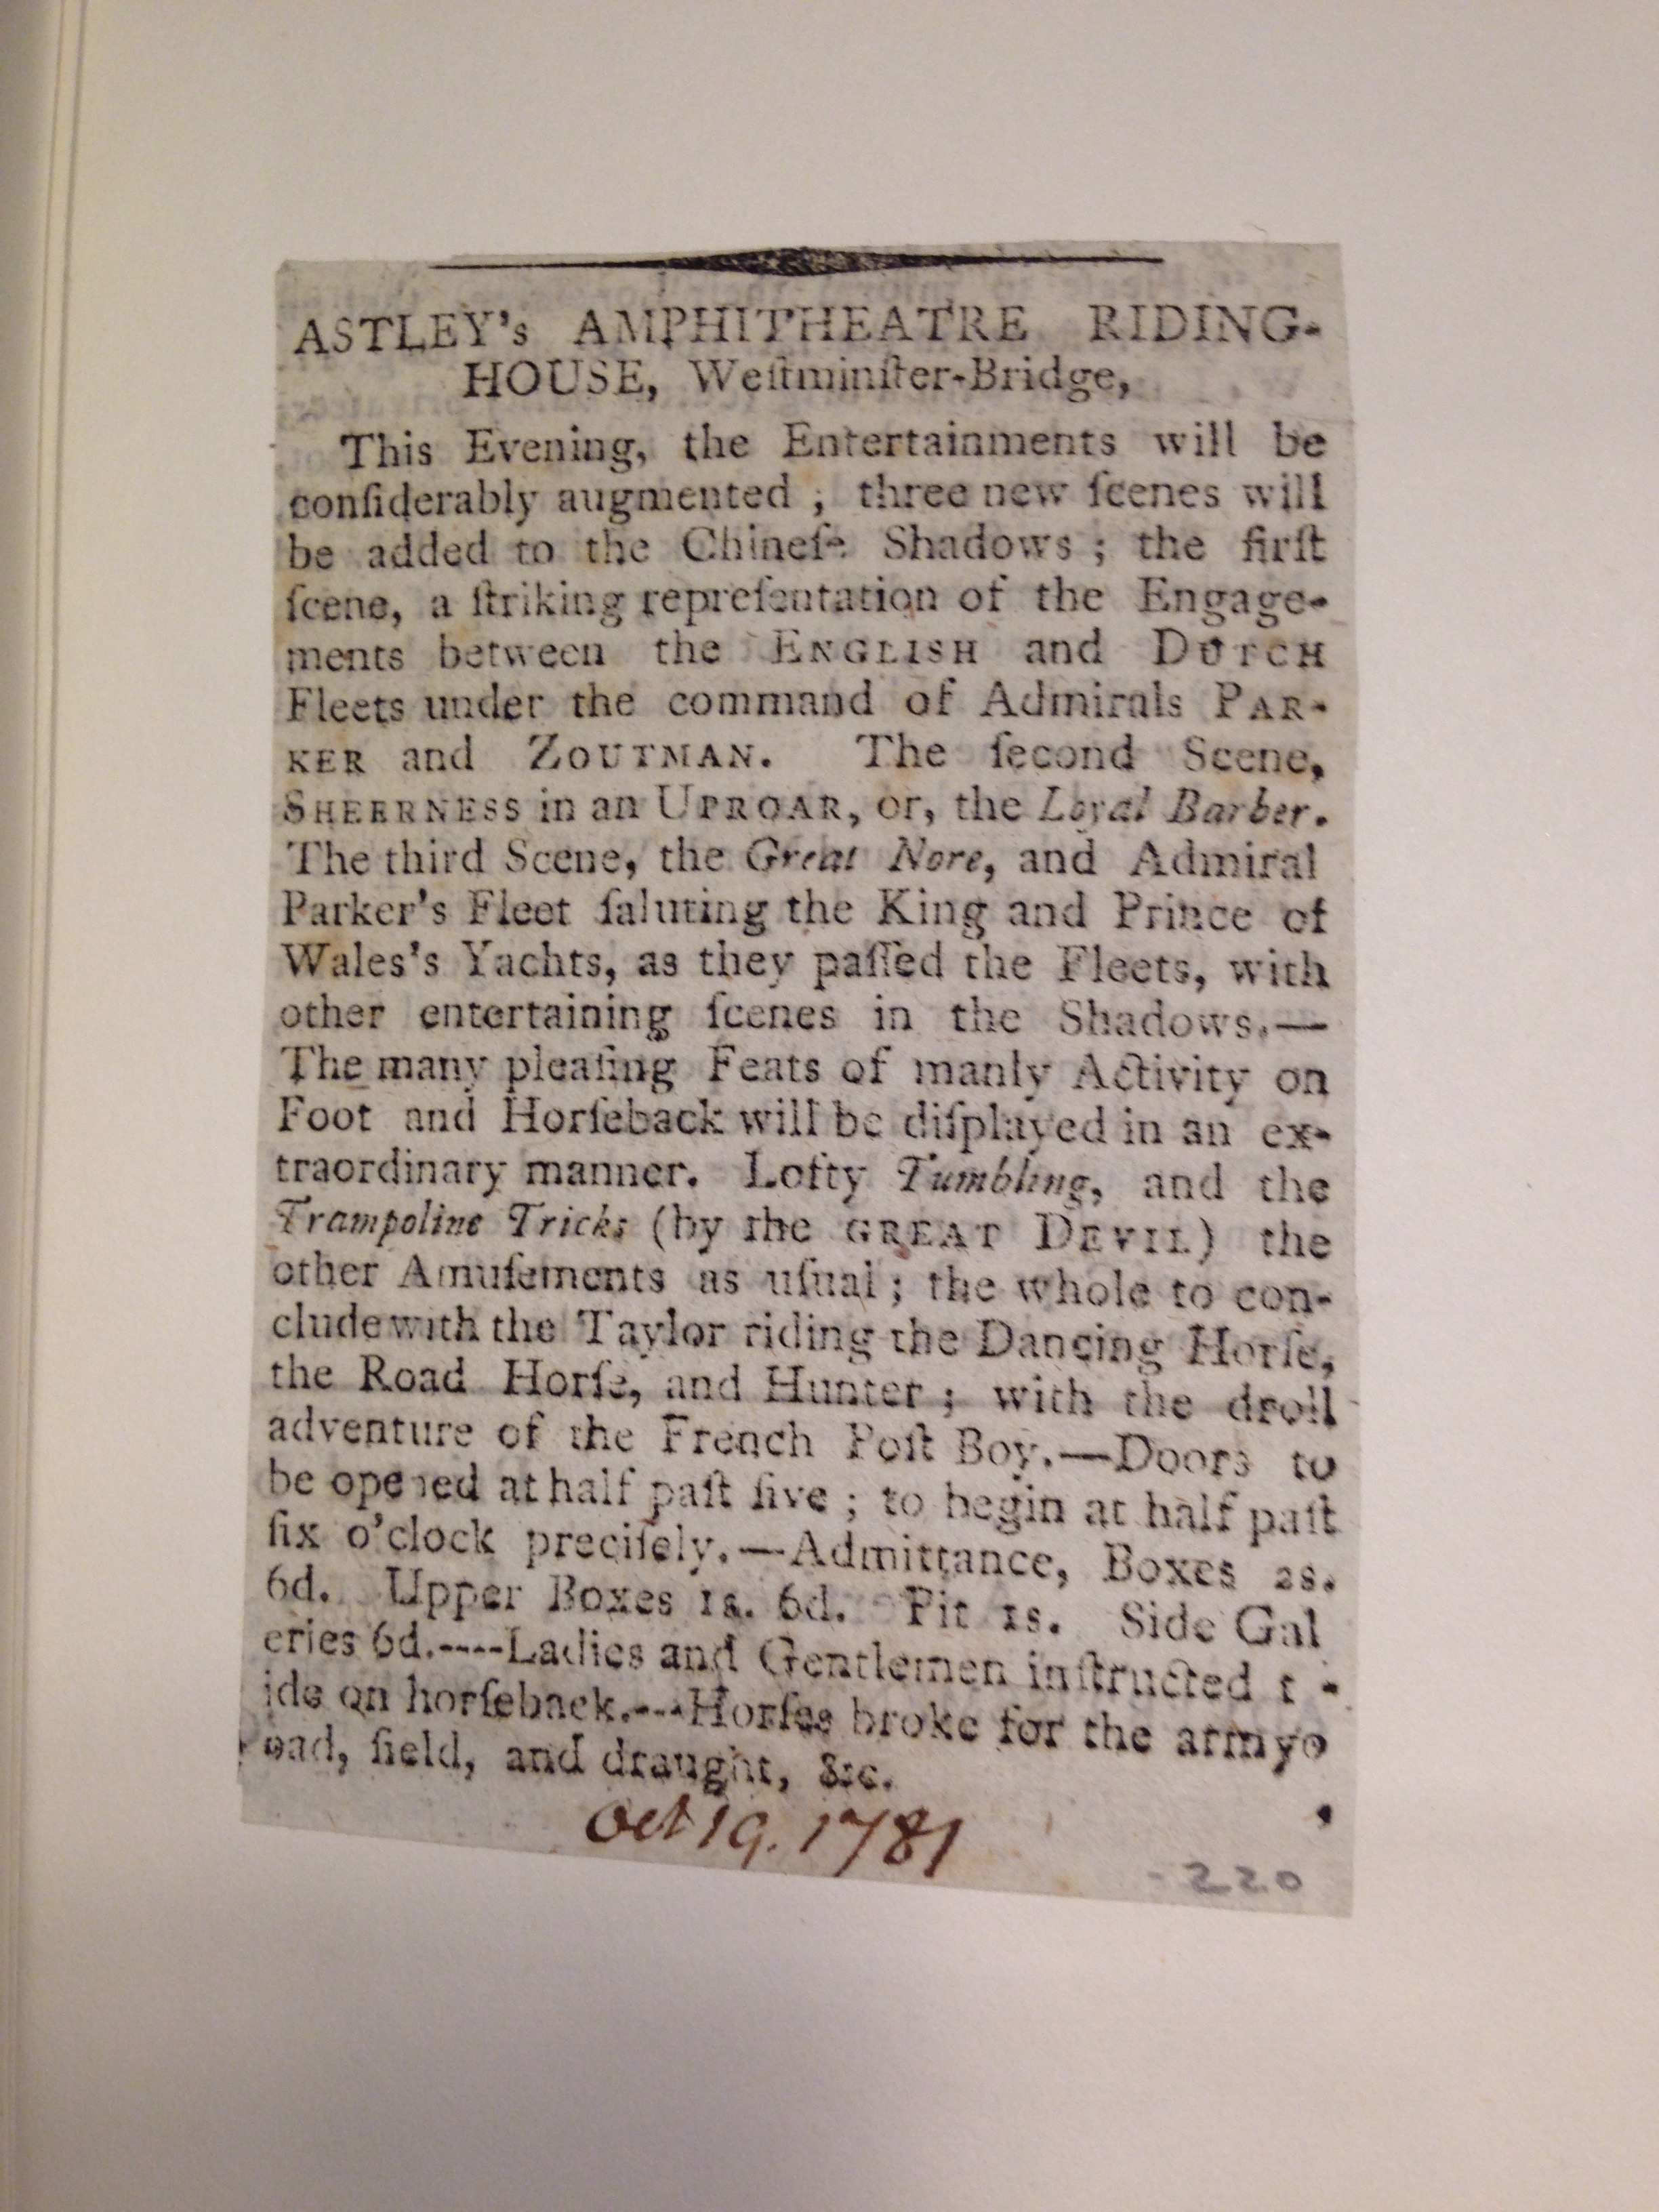 ASTLEY's AMPHITHEATRE RIDING-
HOUSE, Weſtminſter-Bridge,
This Evening, the Entertainments will be
conſiderably augmented ; three new ſcenes will
be added to the Chineſe Shadows ; the firſt
ſcene, a ſtriking repreſentation of the Engage-
ments between the ENGLISH and DUTCH
Fleets under the command of Admirals PAR-
KER and ZOUTMAN. The ſecond Scene,
SHEERNESS in an UPROAR, or, the Loyal Barber.
The third Scene, the Great Nore, and Admiral
Parker's Fleet ſaluting the King and Prince of
Wales's Yachts, as they paſſed the Fleets, with
other entertaining ſcenes in the Shadows.—
The many pleaſing Feats of manly Activity on
Foot and Horſeback will be diſplayed in an ex-
traordinary manner. Lofty Tumbling, and the
Trampoline Tricks (by the GREAT DEVIL) the
other Amuſements as uſual ; the whole to con-
clude with the Taylor riding the Dancing Horſe,
the Road Horſe, and Hunter ; with the droll
adventure of the French Poſt Boy.—Doors to
be opened at half paſt five ; to begin at half paſt
ſix o'clock preciſely.—Admittance, Boxes 2s.
6d. Upper Boxes 1s. 6d. Pit 1s. Side Gal
eries 6d.----Ladies and Gentlemen inſtructed t -
ide on horſeback.---Horſes broke for the armyo
oad, field, and draught, &c.
Oct 19. 1781
220